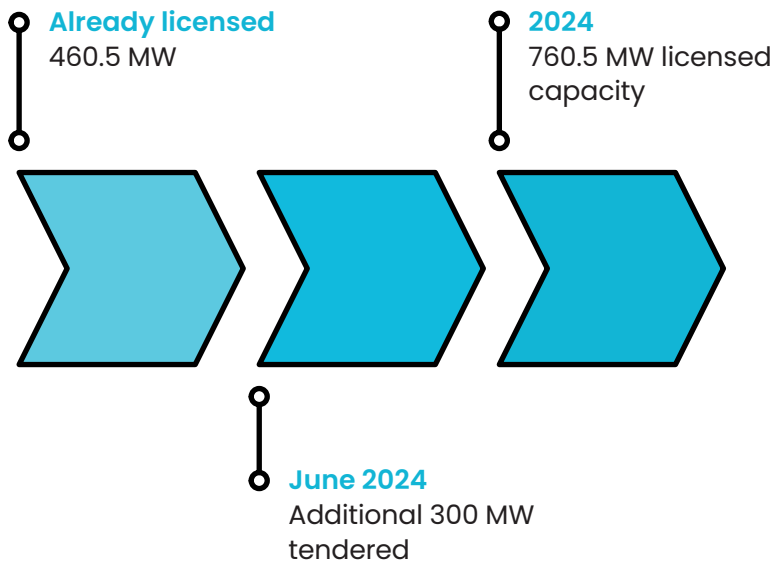 Already licensed
460.5 MW
2024
760.5 MW licensed
capacity
June 2024
Additional 300 MW
tendered